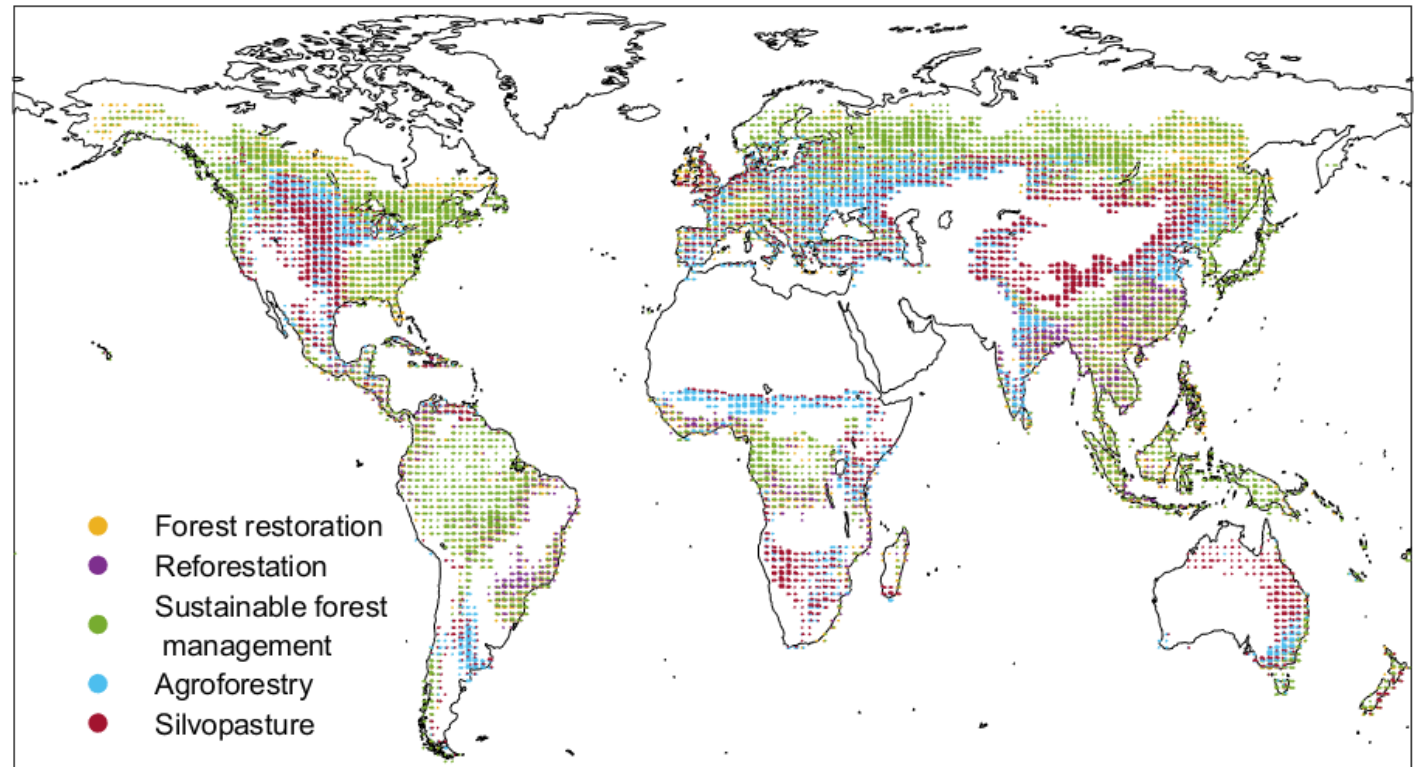 Forest restoration
Reforestation
Sustainable forest
management
Agroforestry
Silvopasture